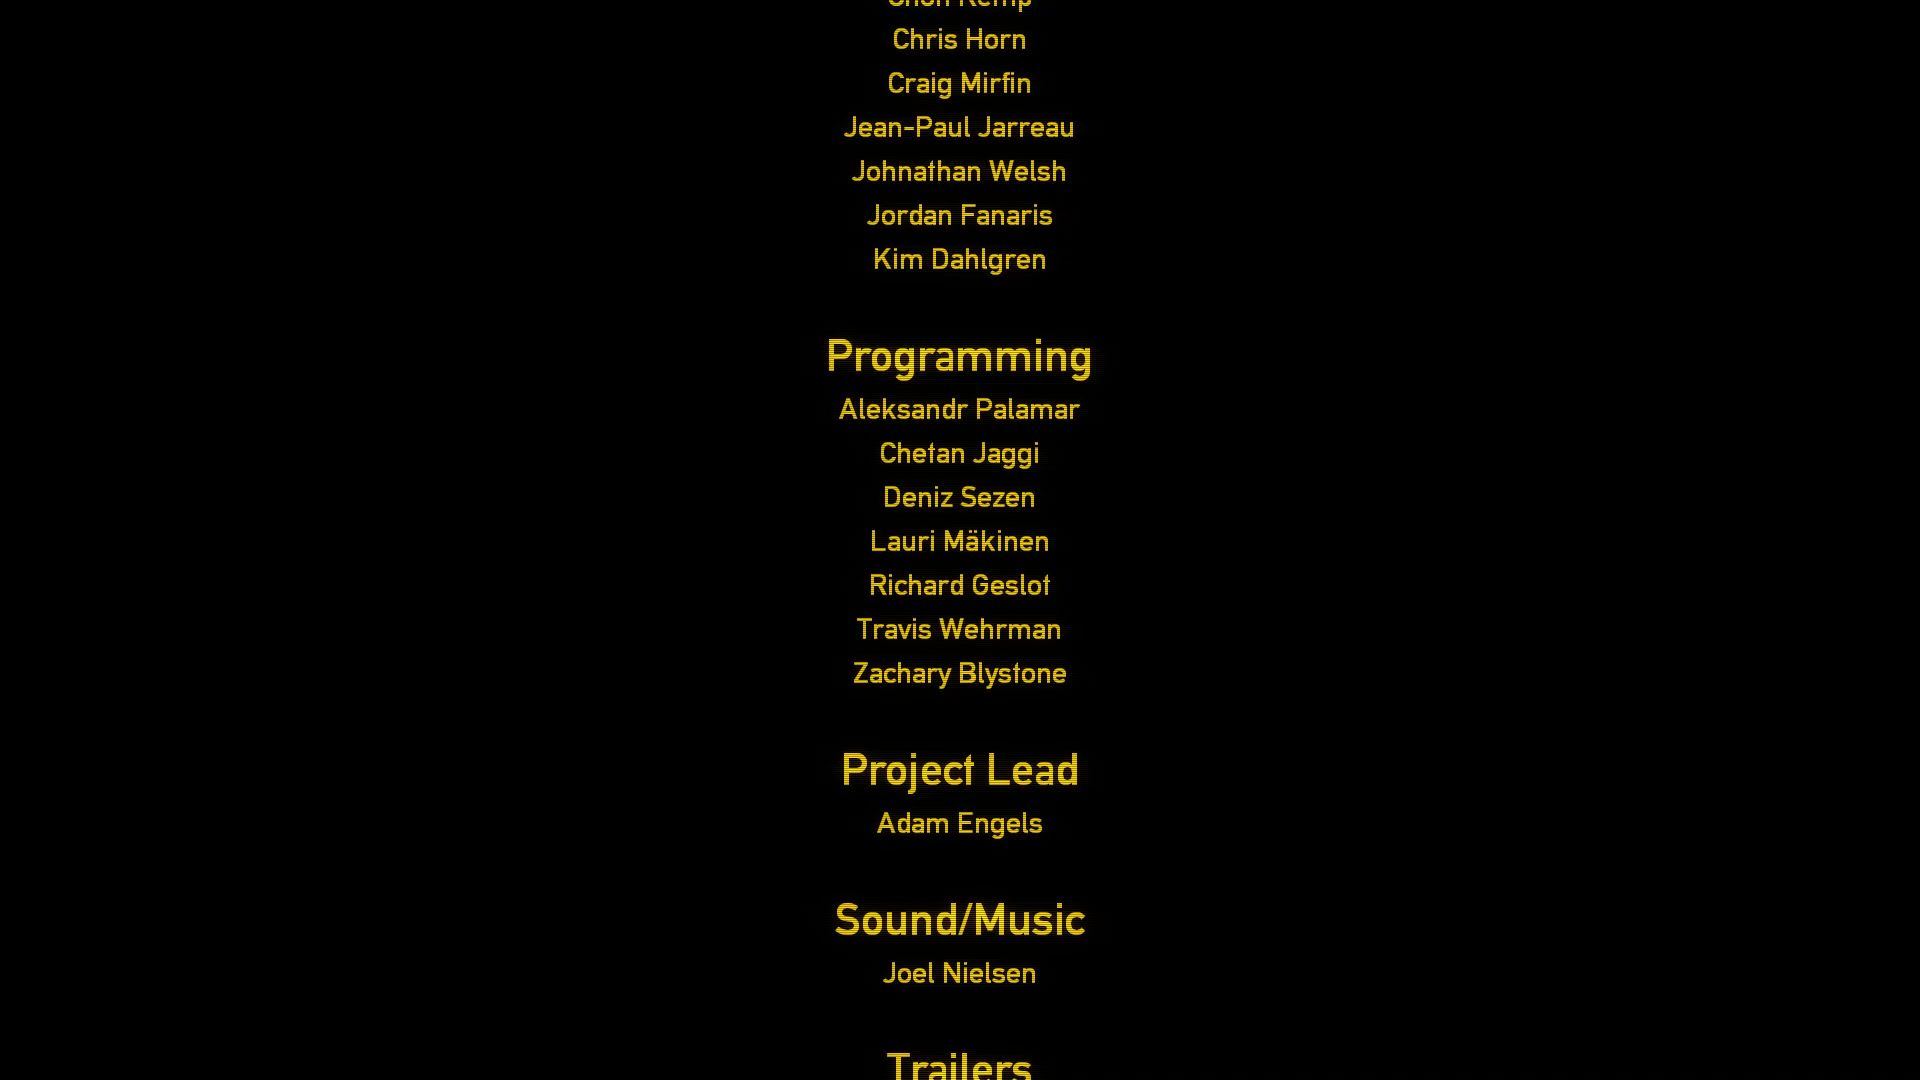 Chris Horn
Craig Mirfin
Jean-Paul Jarreau
Johnathan Welsh
Jordan Fanaris
Kim Dahlgren
Programming
Aleksandr Palamar
Chetan Jaggi
Deniz Sezen
Lauri Mäkinen
Richard Geslot
Travis Wehrman
Zachary Blystone
Project Lead
Adam Engels
Sound/Music
Joel Nielsen
Trailers